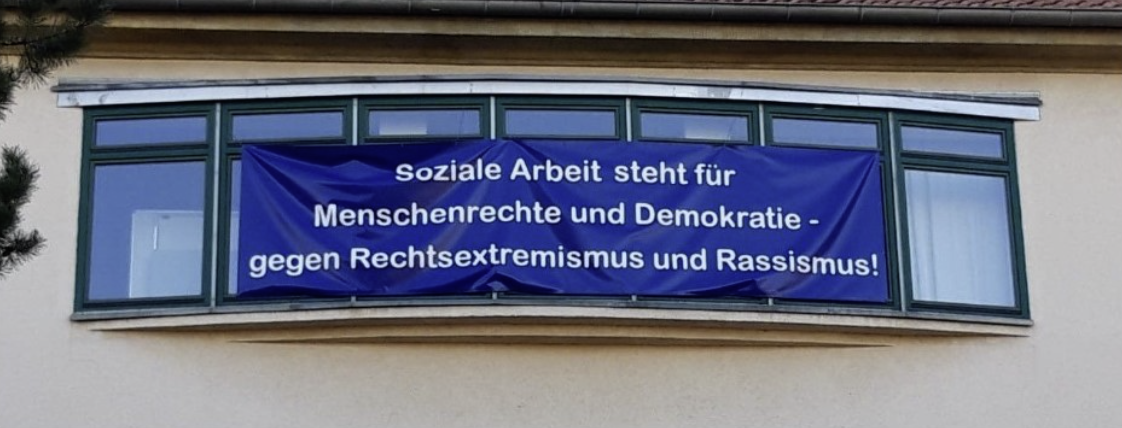 Soziale Arbeit steht für
Menschenrechte und Demokratie -
gegen Rechtsextremismus und Rassismus!